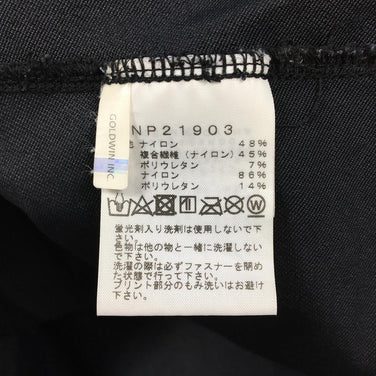 GOLDWIN INC.
NP21903
ナイロン 48%
複合繊維（ナイロン） 45%
ポリウレタン 7%
ナイロン 86%
ポリウレタン 14%
蛍光剤入り洗剤は使用しないで下さい。
色物は他の物と一緒に洗濯しないで下さい。
洗濯の際は必ずファスナーを閉めた状態で行って下さい。
プリント部分のもみ洗いはお避け下さい。